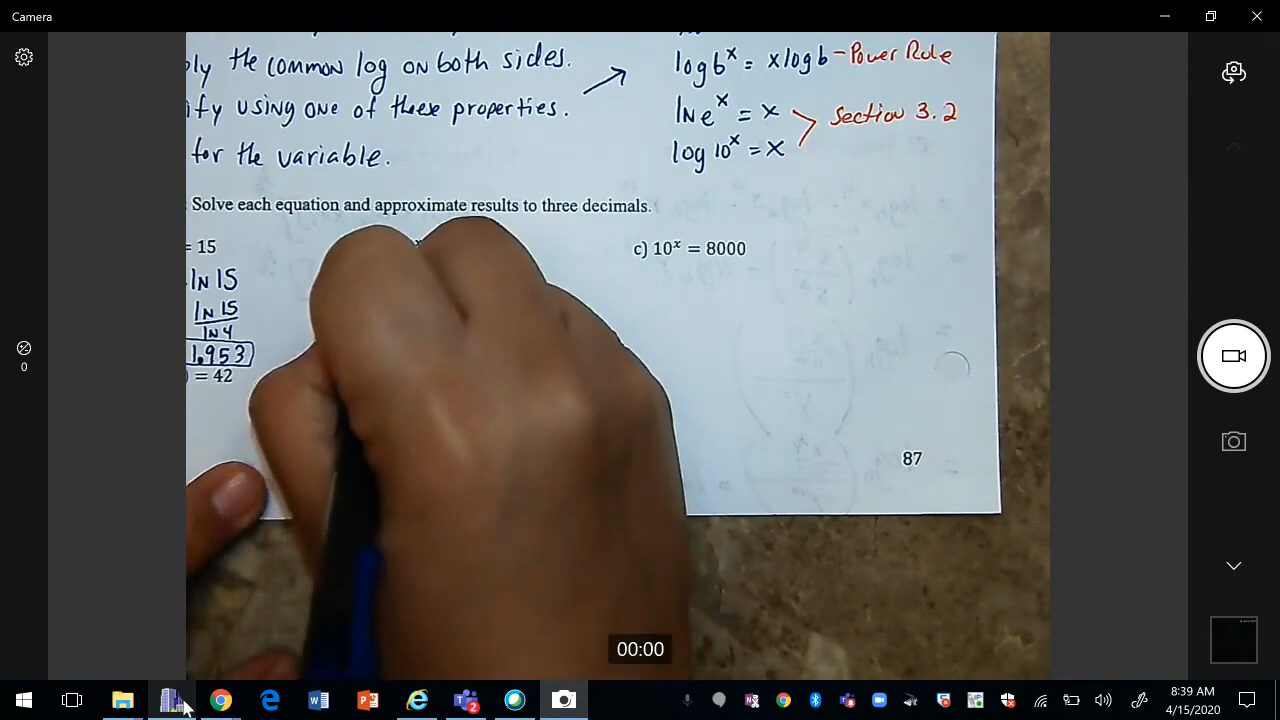 Camera
ply the common log on both sides.
log b^x = x log b - Power Rule
ify using one of these properties.
ln e^x = x
Section 3.2
for the variable.
log 10^x = x
: Solve each equation and approximate results to three decimals.
= 15
c) 10^x = 8000
ln 15
ln 15
ln 4
1.953
) = 42
0
87
00:00
8:39 AM
4/15/2020
2